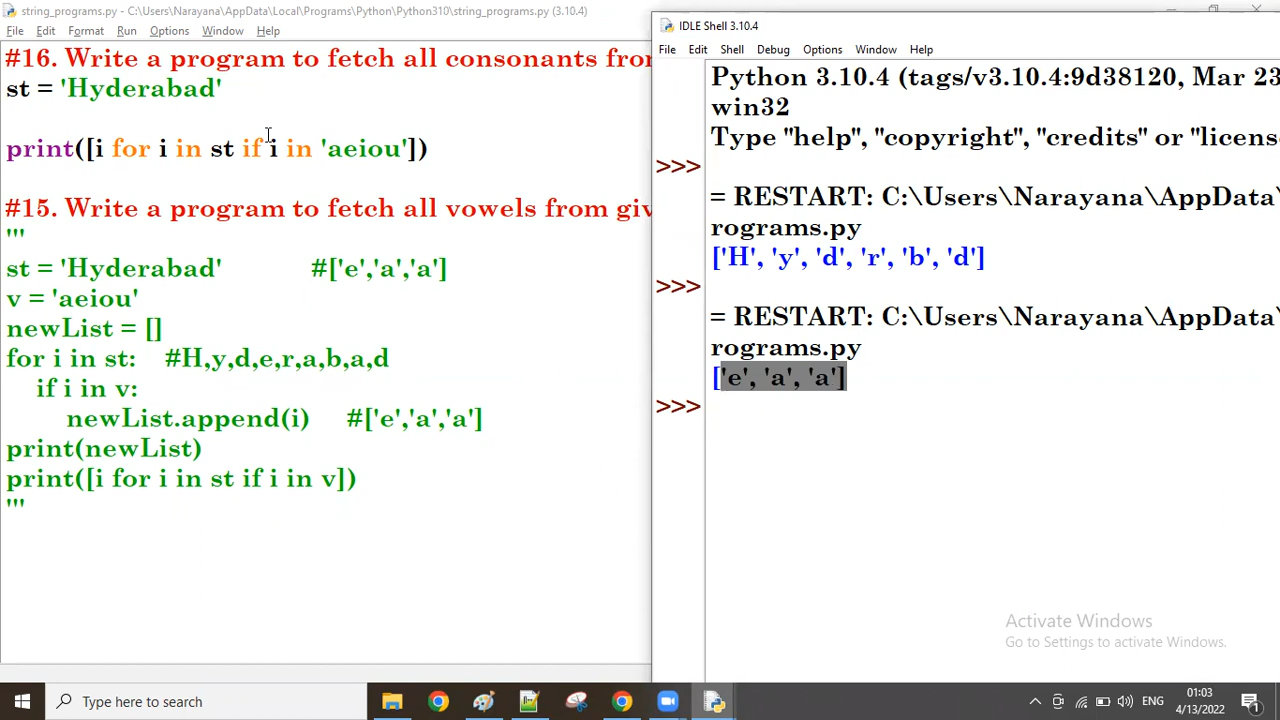 string_programs.py - C:\Users\Narayana\AppData\Local\Programs\Python\Python310\string_programs.py (3.10.4)
File Edit Format Run Options Window Help
#16. Write a program to fetch all consonants from
st = 'Hyderabad'
print([i for i in st if i in 'aeiou'])
#15. Write a program to fetch all vowels from giv
'''
st = 'Hyderabad' #['e','a','a']
v = 'aeiou'
newList = []
for i in st: #H,y,d,e,r,a,b,a,d
if i in v:
newList.append(i) #['e','a','a']
print(newList)
print([i for i in st if i in v])
'''
IDLE Shell 3.10.4
File Edit Shell Debug Options Window Help
Python 3.10.4 (tags/v3.10.4:9d38120, Mar 23
win32
Type "help", "copyright", "credits" or "license
>>>
= RESTART: C:\Users\Narayana\AppData\
rograms.py
['H', 'y', 'd', 'r', 'b', 'd']
>>>
= RESTART: C:\Users\Narayana\AppData\
rograms.py
['e', 'a', 'a']
>>>
Activate Windows
Go to Settings to activate Windows.
Type here to search
ENG
01:03
4/13/2022
1